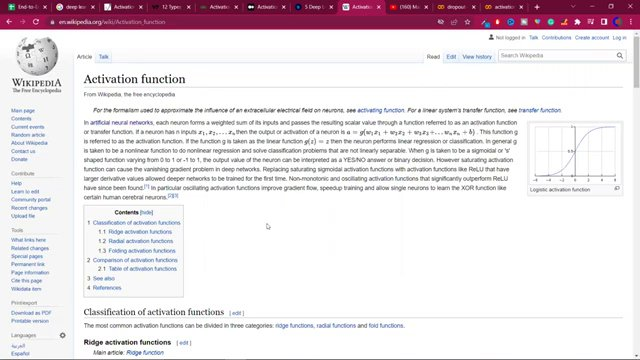 End-to-E
deep lea
Activatio
12 Types
Activatio
Activatio
5 Deep l
Activatio
(160) Ma
dropout
activatio
en.wikipedia.org/wiki/Activation_function
Not logged in Talk Contributions Create account Log in
Article Talk
Read Edit View history
Search Wikipedia
WIKIPEDIA
The Free Encyclopedia
Main page
Contents
Current events
Random article
About Wikipedia
Contact us
Donate
Contribute
Help
Learn to edit
Community portal
Recent changes
Upload file
Tools
What links here
Related changes
Special pages
Permanent link
Page information
Cite this page
Wikidata item
Print/export
Download as PDF
Printable version
Languages
العربية
Español
Activation function
From Wikipedia, the free encyclopedia
For the formalism used to approximate the influence of an extracellular electrical field on neurons, see activating function. For a linear system's transfer function, see transfer function.
In artificial neural networks, each neuron forms a weighted sum of its inputs and passes the resulting scalar value through a function referred to as an activation function
or transfer function. If a neuron has n inputs x₁, x₂, … xₙ then the output or activation of a neuron is a = g(w₁x₁ + w₂x₂ + w₃x₃+… wₙxₙ + b) . This function g
is referred to as the activation function. If the function g is taken as the linear function g(z) = z then the neuron performs linear regression or classification. In general g
is taken to be a nonlinear function to do nonlinear regression and solve classification problems that are not linearly separable. When g is taken to be a sigmoidal or 's'
shaped function varying from 0 to 1 or -1 to 1, the output value of the neuron can be interpreted as a YES/NO answer or binary decision. However saturating activation
function can cause the vanishing gradient problem in deep networks. Replacing saturating sigmoidal activation functions with activation functions like ReLU that have
larger derivative values allowed deeper networks to be trained for the first time. Non-monotonic and oscillating activation functions that significantly outperform ReLU
have since been found.[1] In particular oscillating activation functions improve gradient flow, speedup training and allow single neurons to learn the XOR function like
certain human cerebral neurons.[2][3]
Logistic activation function
Contents [hide]
1 Classification of activation functions
1.1 Ridge activation functions
1.2 Radial activation functions
1.3 Folding activation functions
2 Comparison of activation functions
2.1 Table of activation functions
3 See also
4 References
Classification of activation functions [ edit ]
The most common activation functions can be divided in three categories: ridge functions, radial functions and fold functions.
Ridge activation functions [ edit ]
Main article: Ridge function